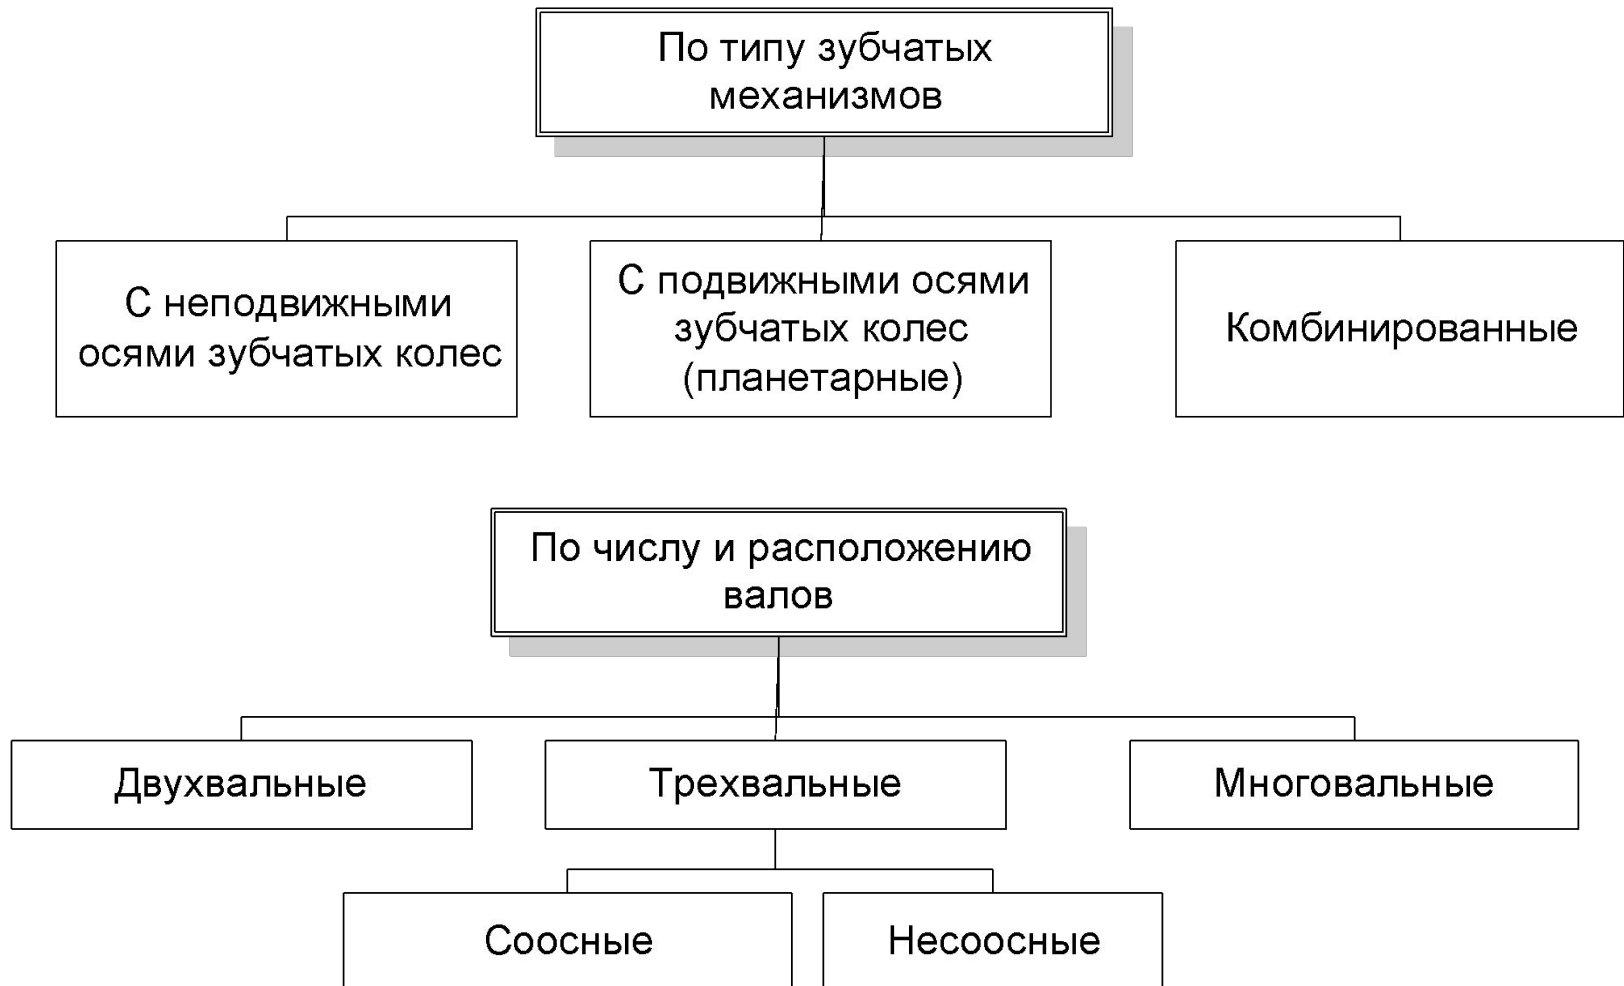 По типу зубчатых
механизмов
С неподвижными
осями зубчатых колес
С подвижными осями
зубчатых колес
(планетарные)
Комбинированные
По числу и расположению
валов
Двухвальные
Трехвальные
Многовальные
Соосные
Несоосные